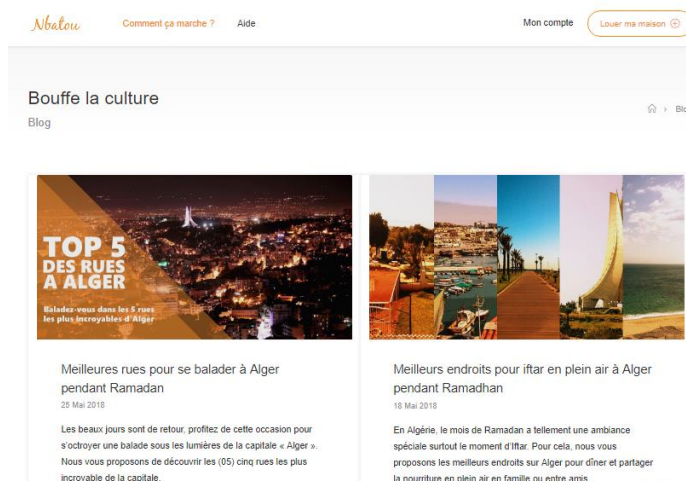 Nbatou
Comment ça marche ?
Aide
Mon compte
Louer ma maison
Bouffe la culture
Blog
TOP 5
DES RUES
A ALGER
Baladez-vous dans les 5 rues
les plus incroyables d'Alger
Meilleures rues pour se balader à Alger
pendant Ramadan
25 Mai 2018
Les beaux jours sont de retour, profitez de cette occasion pour
s'octroyer une balade sous les lumières de la capitale « Alger ».
Nous vous proposons de découvrir les (05) cinq rues les plus
incroyable de la capitale.
Meilleurs endroits pour iftar en plein air à Alger
pendant Ramadhan
18 Mai 2018
En Algérie, le mois de Ramadan a tellement une ambiance
spéciale surtout le moment d'Iftar. Pour cela, nous vous
proposons les meilleurs endroits sur Alger pour dîner et partager
la nourriture en plein air en famille ou entre amis